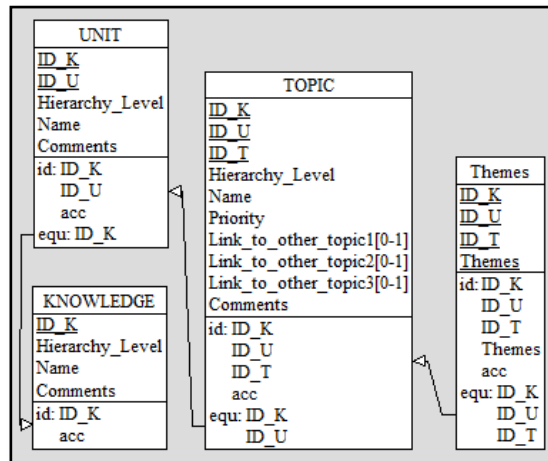 UNIT
ID_K
ID_U
Hierarchy_Level
Name
Comments
id: ID_K
ID_U
acc
equ: ID_K
KNOWLEDGE
ID_K
Hierarchy_Level
Name
Comments
id: ID_K
acc
TOPIC
ID_K
ID_U
ID_T
Hierarchy_Level
Name
Priority
Link_to_other_topic1[0-1]
Link_to_other_topic2[0-1]
Link_to_other_topic3[0-1]
Comments
id: ID_K
ID_U
ID_T
acc
equ: ID_K
ID_U
Themes
ID_K
ID_U
ID_T
Themes
id: ID_K
ID_U
ID_T
Themes
acc
equ: ID_K
ID_U
ID_T